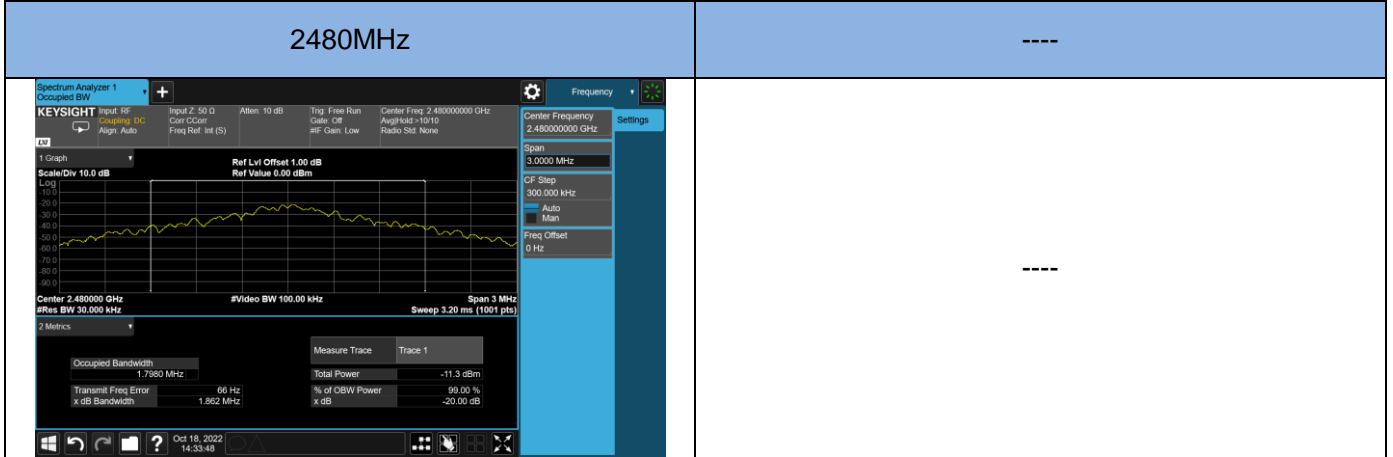 2480MHz
----
Spectrum Analyzer 1
Occupied BW
Frequency
KEYSIGHT
Input: RF
Coupling: DC
Align: Auto
Input Z: 50 Ω
Corr CCorr
Freq Ref: Int (S)
Atten: 10 dB
Trig: Free Run
Gate: Off
#IF Gain: Low
Center Freq: 2.480000000 GHz
Avg|Hold:>10/10
Radio Std: None
LXI
Center Frequency
2.480000000 GHz
Settings
Span
3.0000 MHz
CF Step
300.000 kHz
Auto
Man
Freq Offset
0 Hz
1 Graph
Scale/Div 10.0 dB
Ref Lvl Offset 1.00 dB
Ref Value 0.00 dBm
Log
-10.0
-20.0
-30.0
-40.0
-50.0
-60.0
-70.0
-80.0
-90.0
Center 2.480000 GHz
#Res BW 30.000 kHz
#Video BW 100.00 kHz
Span 3 MHz
Sweep 3.20 ms (1001 pts)
2 Metrics
Measure Trace
Trace 1
Occupied Bandwidth
1.7980 MHz
Total Power
-11.3 dBm
Transmit Freq Error
66 Hz
% of OBW Power
99.00 %
x dB Bandwidth
1.862 MHz
x dB
-20.00 dB
?
Oct 18, 2022
14:33:48
----